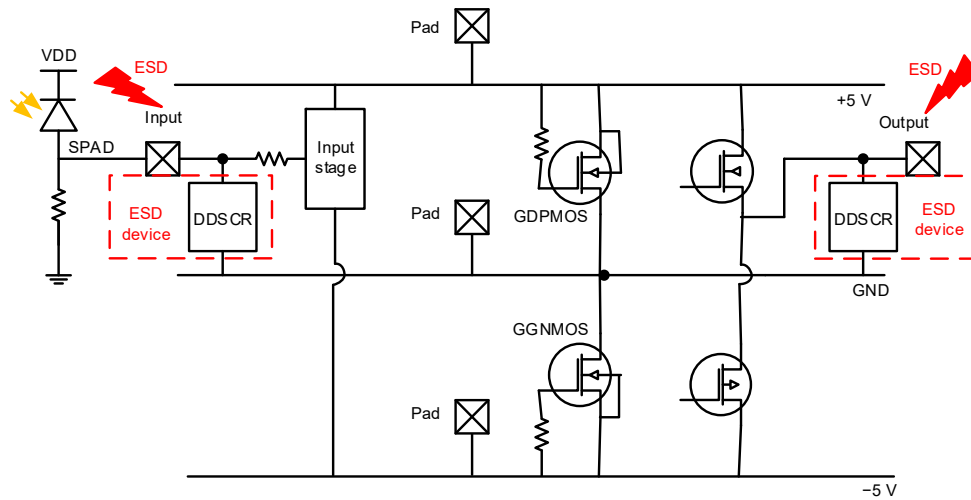 Pad
VDD
ESD
ESD
+5 V
Input
Output
SPAD
Input
stage
ESD
device
DDSCR
Pad
GDPMOS
DDSCR
ESD
device
GND
GGNMOS
Pad
−5 V